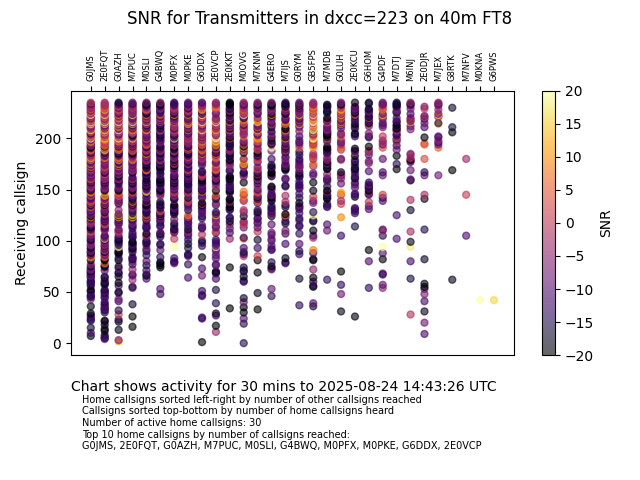 SNR for Transmitters in dxcc=223 on 40m FT8
G0JMS 2E0FQT G0AZH M7PUC M0SLI G4BWQ M0PFX M0PKE G6DDX 2E0VCP 2E0KKT M0OVG M7KNM G4ERO M7IJS G0RYM GB5FPS M7MDB G0LUH 2E0KCU G6HOM G4PDF M7DTJ M6INJ 2E0DJR M7JEX G8RTK M7NFV M0KNA G6PWS
200
150
100
50
0
Receiving callsign
20
15
10
5
0
−5
−10
−15
−20
SNR
Chart shows activity for 30 mins to 2025-08-24 14:43:26 UTC
Home callsigns sorted left-right by number of other callsigns reached
Callsigns sorted top-bottom by number of home callsigns heard
Number of active home callsigns: 30
Top 10 home callsigns by number of callsigns reached:
G0JMS, 2E0FQT, G0AZH, M7PUC, M0SLI, G4BWQ, M0PFX, M0PKE, G6DDX, 2E0VCP